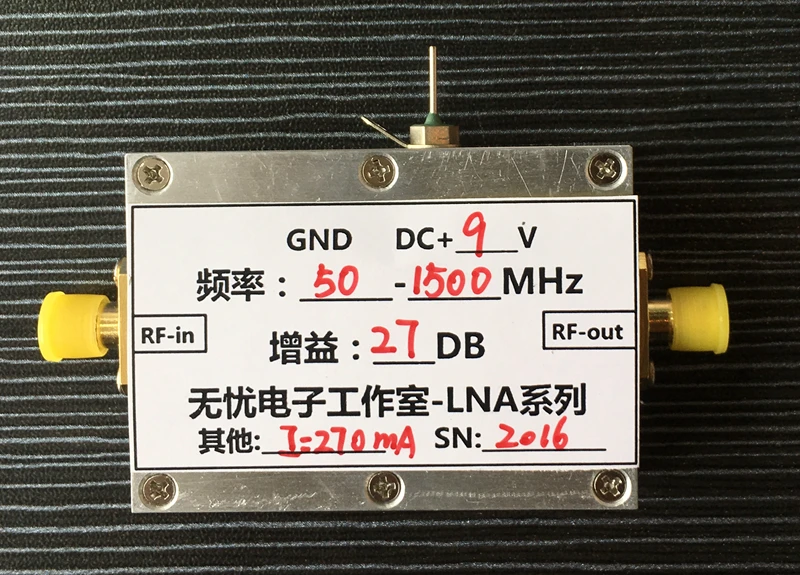 GND DC+9V
频率：50-1500MHz
RF-in
增益：27DB
RF-out
无忧电子工作室-LNA系列
其他:I=270mA SN:2016